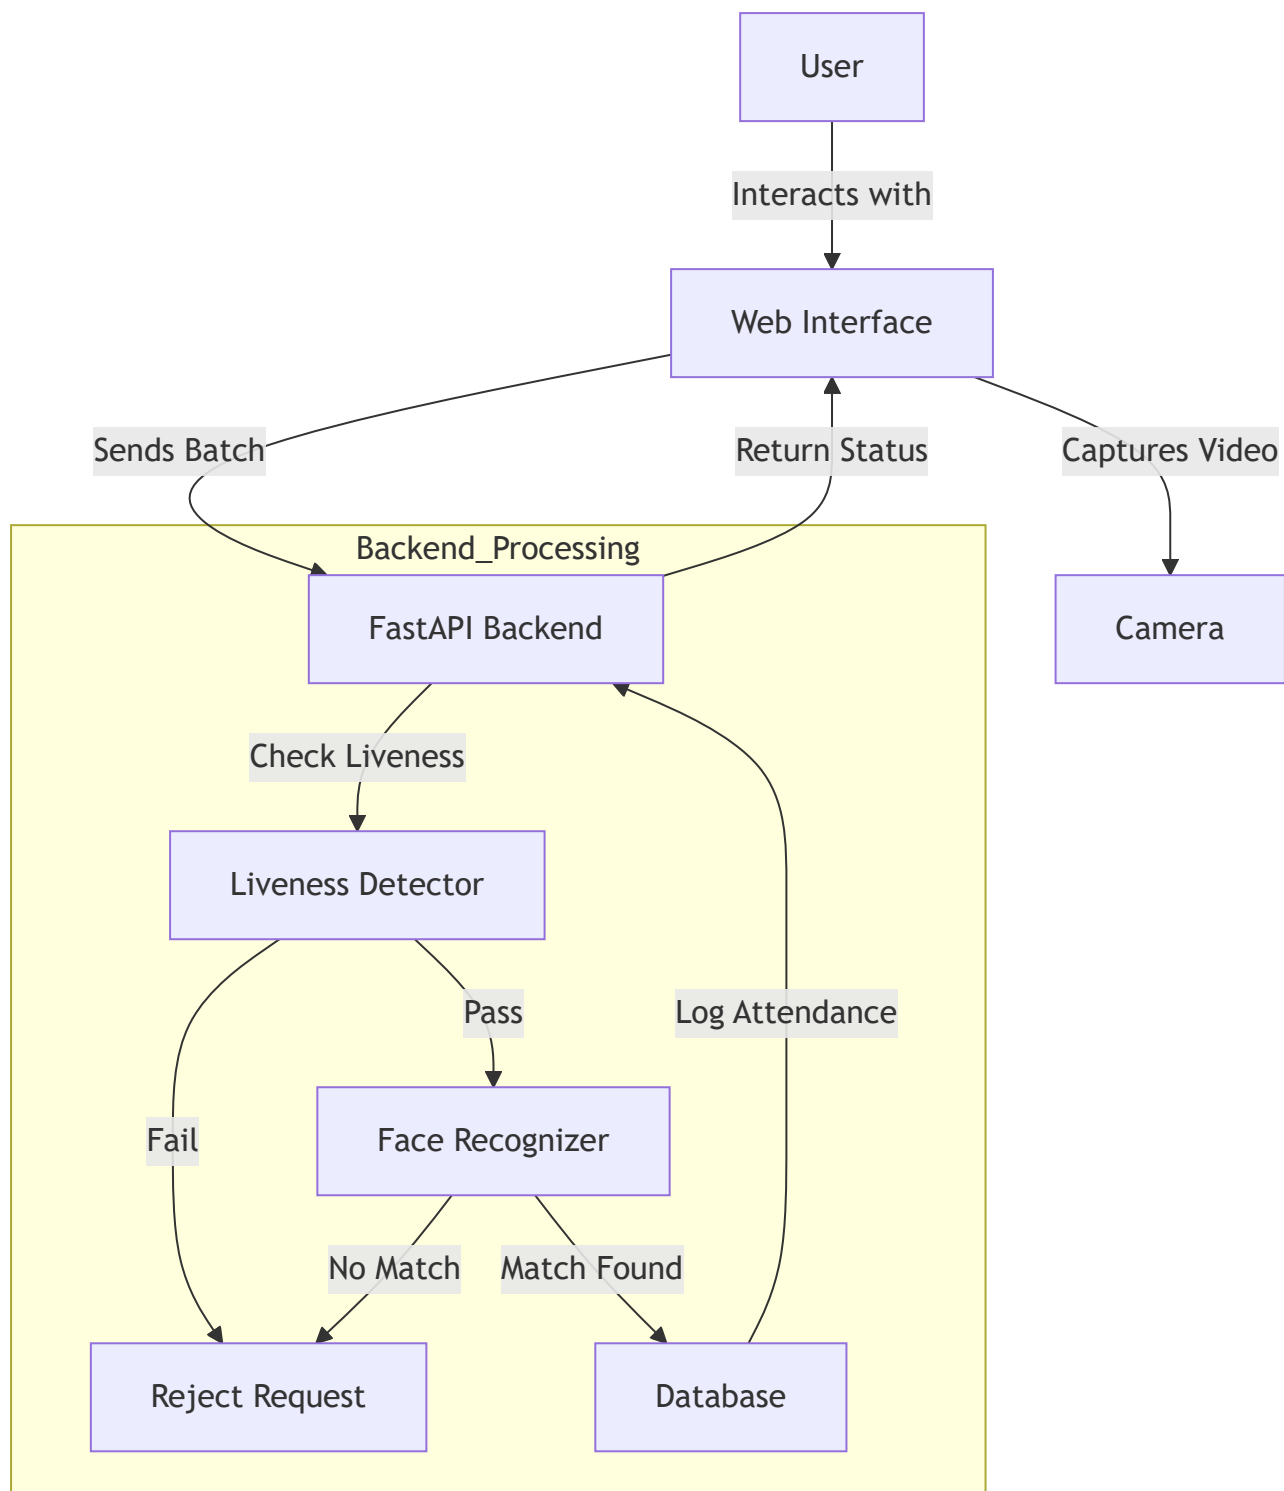 User
Interacts with
Web Interface
Sends Batch
Return Status
Captures Video
Backend_Processing
FastAPI Backend
Camera
Check Liveness
Liveness Detector
Pass
Log Attendance
Fail
Face Recognizer
No Match
Match Found
Reject Request
Database